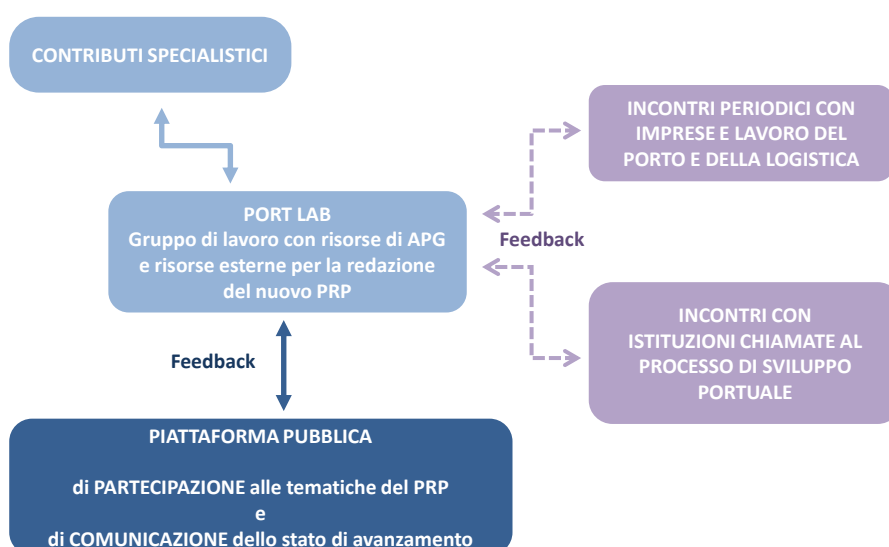 CONTRIBUTI SPECIALISTICI
INCONTRI PERIODICI CON
IMPRESE E LAVORO DEL
PORTO E DELLA LOGISTICA
PORT LAB
Gruppo di lavoro con risorse di APG
e risorse esterne per la redazione
del nuovo PRP
Feedback
INCONTRI CON
ISTITUZIONI CHIAMATE AL
PROCESSO DI SVILUPPO
PORTUALE
Feedback
PIATTAFORMA PUBBLICA
di PARTECIPAZIONE alle tematiche del PRP
e
di COMUNICAZIONE dello stato di avanzamento